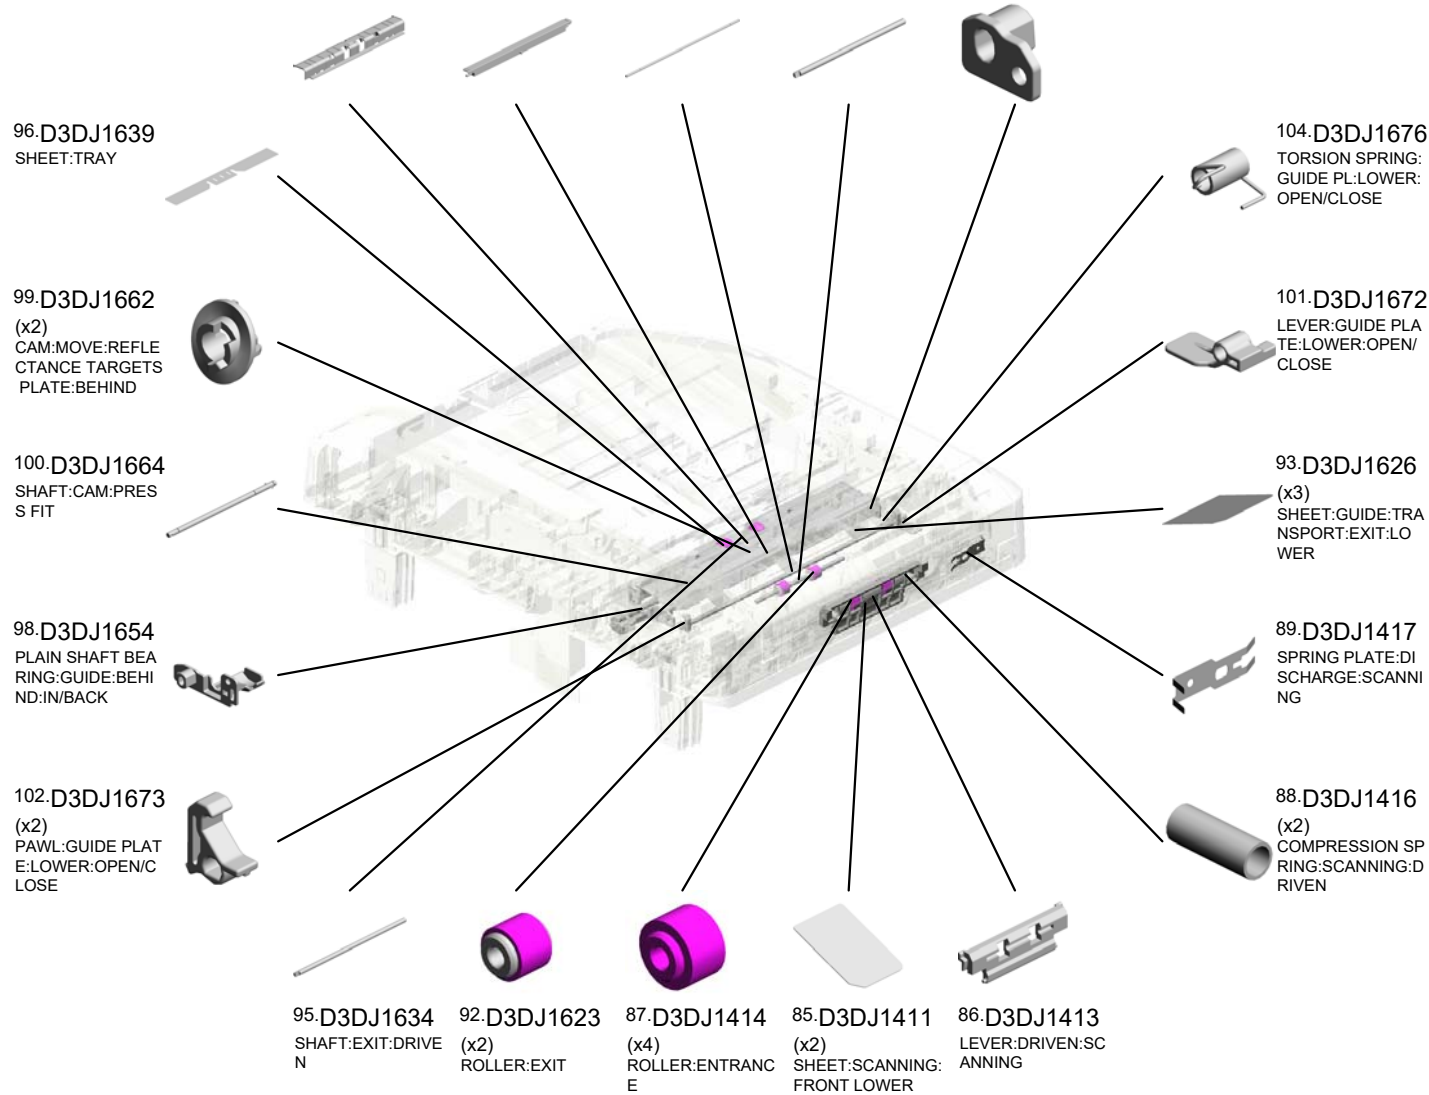 96.D3DJ1639
SHEET:TRAY
99.D3DJ1662
(x2)
CAM:MOVE:REFLE
CTANCE TARGETS
PLATE:BEHIND
100.D3DJ1664
SHAFT:CAM:PRES
S FIT
98.D3DJ1654
PLAIN SHAFT BEA
RING:GUIDE:BEHI
ND:IN/BACK
102.D3DJ1673
(x2)
PAWL:GUIDE PLAT
E:LOWER:OPEN/C
LOSE
104.D3DJ1676
TORSION SPRING:
GUIDE PL:LOWER:
OPEN/CLOSE
101.D3DJ1672
LEVER:GUIDE PLA
TE:LOWER:OPEN/
CLOSE
93.D3DJ1626
(x3)
SHEET:GUIDE:TRA
NSPORT:EXIT:LO
WER
89.D3DJ1417
SPRING PLATE:DI
SCHARGE:SCANNI
NG
88.D3DJ1416
(x2)
COMPRESSION SP
RING:SCANNING:D
RIVEN
95.D3DJ1634
SHAFT:EXIT:DRIVE
N
92.D3DJ1623
(x2)
ROLLER:EXIT
87.D3DJ1414
(x4)
ROLLER:ENTRANC
E
85.D3DJ1411
(x2)
SHEET:SCANNING:
FRONT LOWER
86.D3DJ1413
LEVER:DRIVEN:SC
ANNING